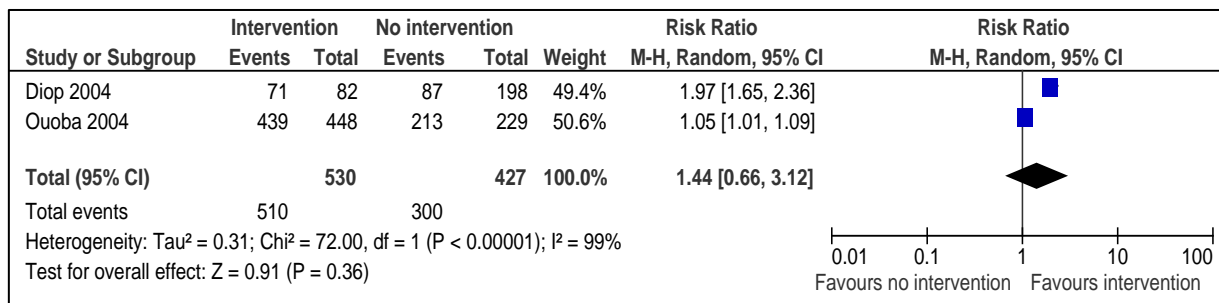 Intervention No intervention Risk Ratio Risk Ratio
Study or Subgroup Events Total Events Total Weight M-H, Random, 95% CI M-H, Random, 95% CI
Diop 2004 71 82 87 198 49.4% 1.97 [1.65, 2.36]
Ouoba 2004 439 448 213 229 50.6% 1.05 [1.01, 1.09]
Total (95% CI) 530 427 100.0% 1.44 [0.66, 3.12]
Total events 510 300
Heterogeneity: Tau² = 0.31; Chi² = 72.00, df = 1 (P < 0.00001); I² = 99%
Test for overall effect: Z = 0.91 (P = 0.36)
0.01 0.1 1 10 100
Favours no intervention Favours intervention